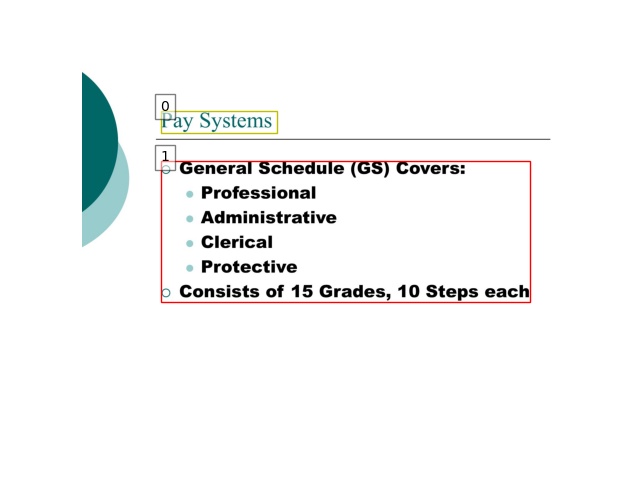 0
Pay Systems
1
General Schedule (GS) Covers:
Professional
Administrative
Clerical
Protective
Consists of 15 Grades, 10 Steps each